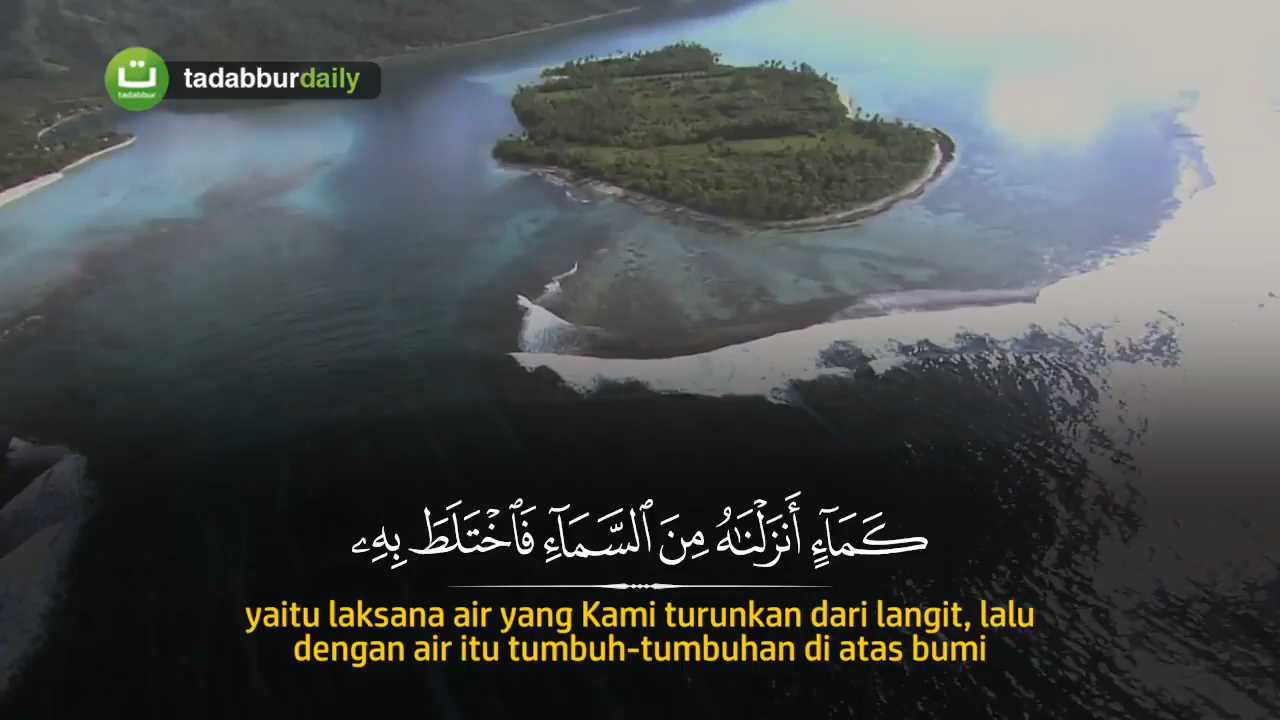 ت
tadabbur
tadabburdaily
كَمَآءٍ أَنزَلْنَٰهُ مِنَ ٱلسَّمَآءِ فَٱخْتَلَطَ بِهِۦ
yaitu laksana air yang Kami turunkan dari langit, lalu
dengan air itu tumbuh-tumbuhan di atas bumi